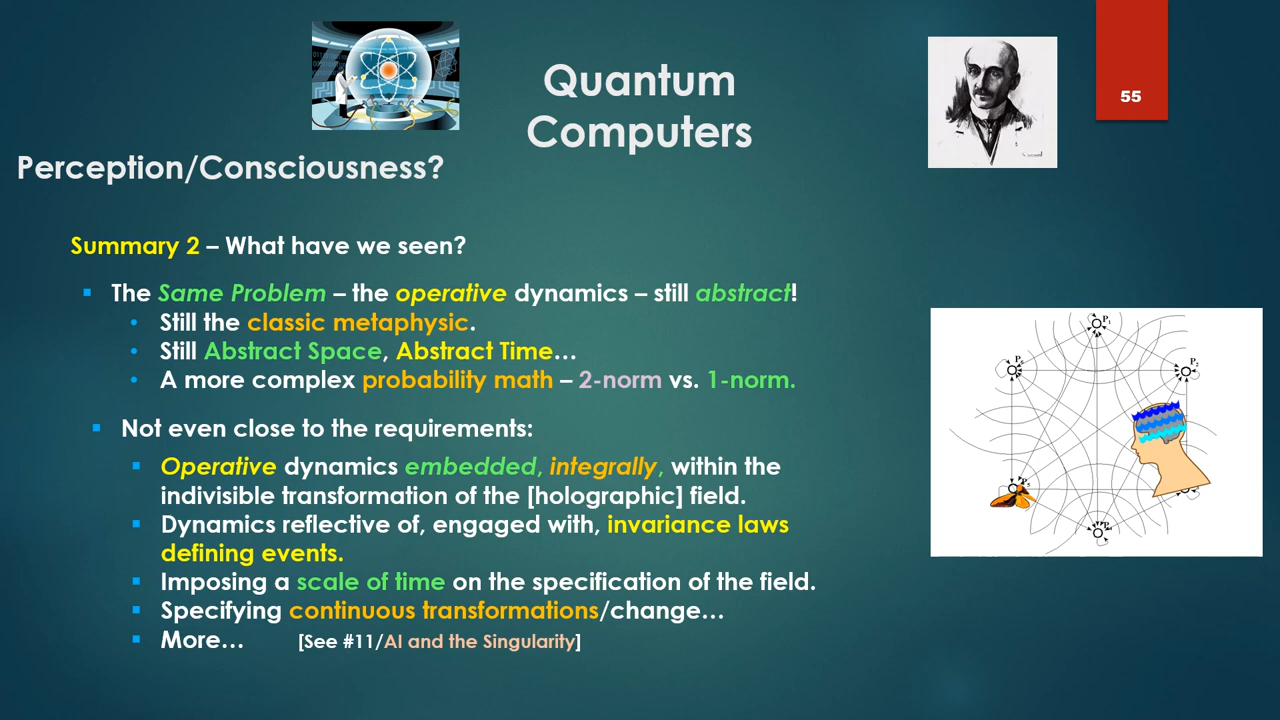 Quantum
Computers
55
Perception/Consciousness?
Summary 2 – What have we seen?
▪ The Same Problem – the operative dynamics – still abstract!
• Still the classic metaphysic.
• Still Abstract Space, Abstract Time…
• A more complex probability math – 2-norm vs. 1-norm.
▪ Not even close to the requirements:
▪ Operative dynamics embedded, integrally, within the
indivisible transformation of the [holographic] field.
▪ Dynamics reflective of, engaged with, invariance laws
defining events.
▪ Imposing a scale of time on the specification of the field.
▪ Specifying continuous transformations/change…
▪ More… [See #11/AI and the Singularity]
P1